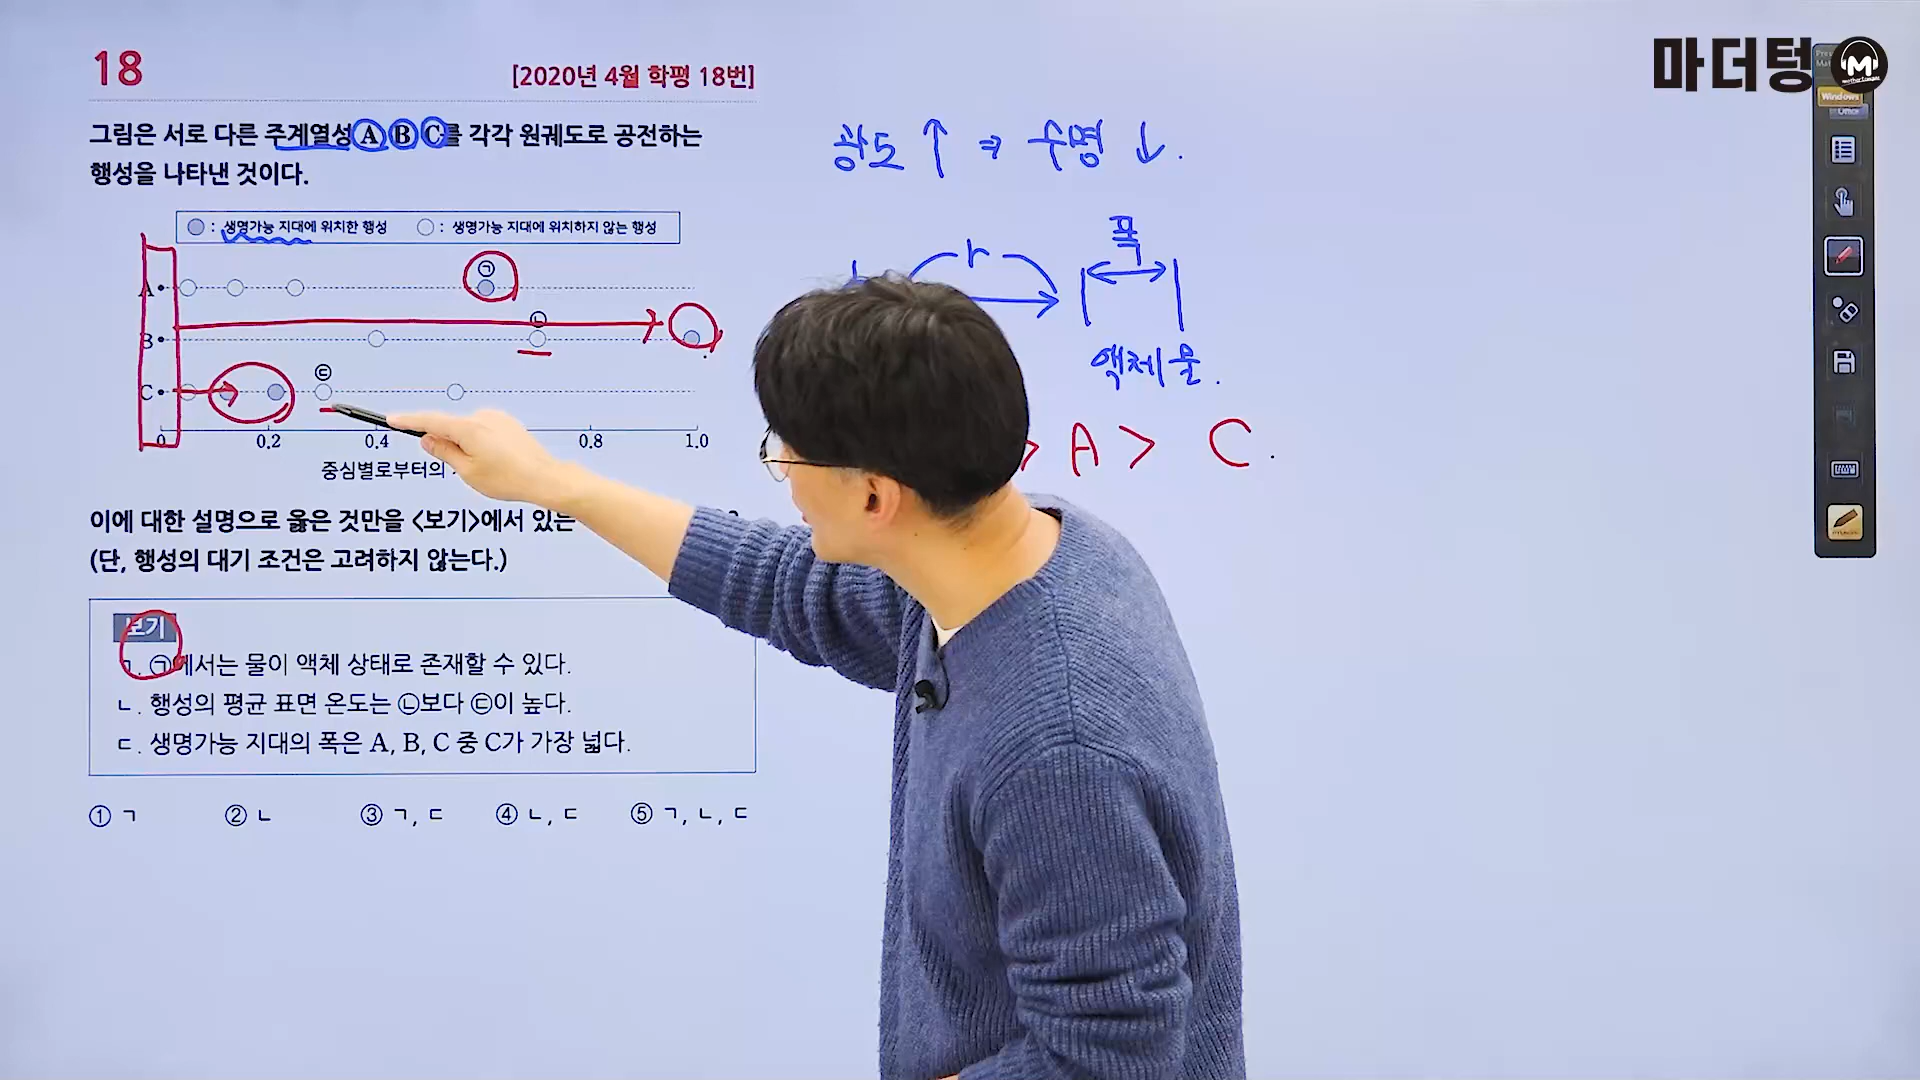 18
[2020년 4월 학평 18번]
그림은 서로 다른 주계열성 A B C를 각각 원궤도로 공전하는
행성을 나타낸 것이다.
: 생명가능 지대에 위치한 행성 : 생명가능 지대에 위치하지 않는 행성
㉠
A
㉡
B
㉢
C
0 0.2 0.4 0.8 1.0
중심별로부터의
이에 대한 설명으로 옳은 것만을 <보기>에서 있는
(단, 행성의 대기 조건은 고려하지 않는다.)
보기
ㄱ. ㉠에서는 물이 액체 상태로 존재할 수 있다.
ㄴ. 행성의 평균 표면 온도는 ㉡보다 ㉢이 높다.
ㄷ. 생명가능 지대의 폭은 A, B, C 중 C가 가장 넓다.
① ㄱ ② ㄴ ③ ㄱ, ㄷ ④ ㄴ, ㄷ ⑤ ㄱ, ㄴ, ㄷ
광도 ↑ ⇒ 수명 ↓.
r 폭
액체 물.
> A > C.
마더텅
M
Windows
Office